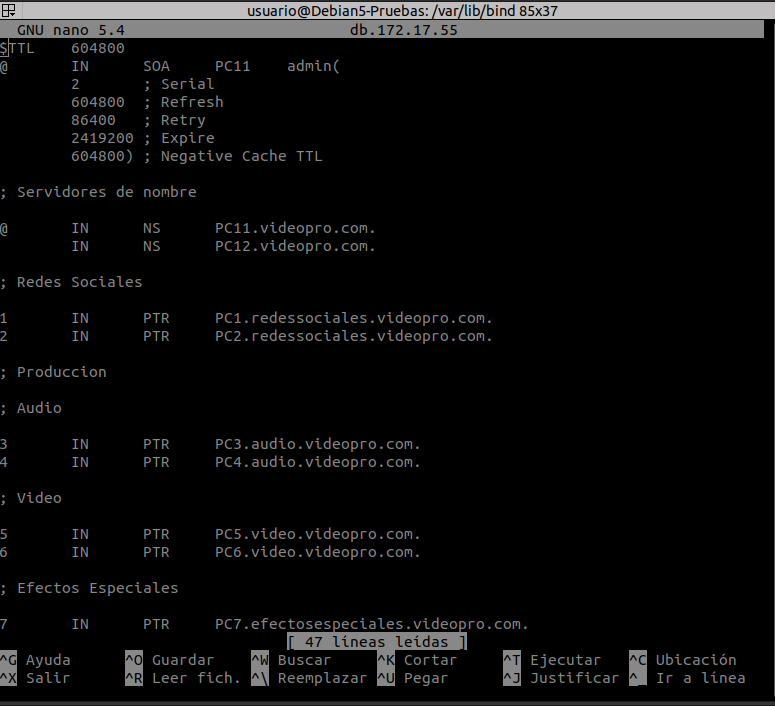 usuario@Debian5-Pruebas: /var/lib/bind 85x37
GNU nano 5.4 db.172.17.55
$TTL 604800
@ IN SOA PC11 admin(
2 ; Serial
604800 ; Refresh
86400 ; Retry
2419200 ; Expire
604800) ; Negative Cache TTL
; Servidores de nombre
@ IN NS PC11.videopro.com.
IN NS PC12.videopro.com.
; Redes Sociales
1 IN PTR PC1.redessociales.videopro.com.
2 IN PTR PC2.redessociales.videopro.com.
; Produccion
; Audio
3 IN PTR PC3.audio.videopro.com.
4 IN PTR PC4.audio.videopro.com.
; Video
5 IN PTR PC5.video.videopro.com.
6 IN PTR PC6.video.videopro.com.
; Efectos Especiales
7 IN PTR PC7.efectosespeciales.videopro.com.
[ 47 líneas leídas ]
^G Ayuda ^O Guardar ^W Buscar ^K Cortar ^T Ejecutar ^C Ubicación
^X Salir ^R Leer fich. ^\ Reemplazar ^U Pegar ^J Justificar ^_ Ir a línea